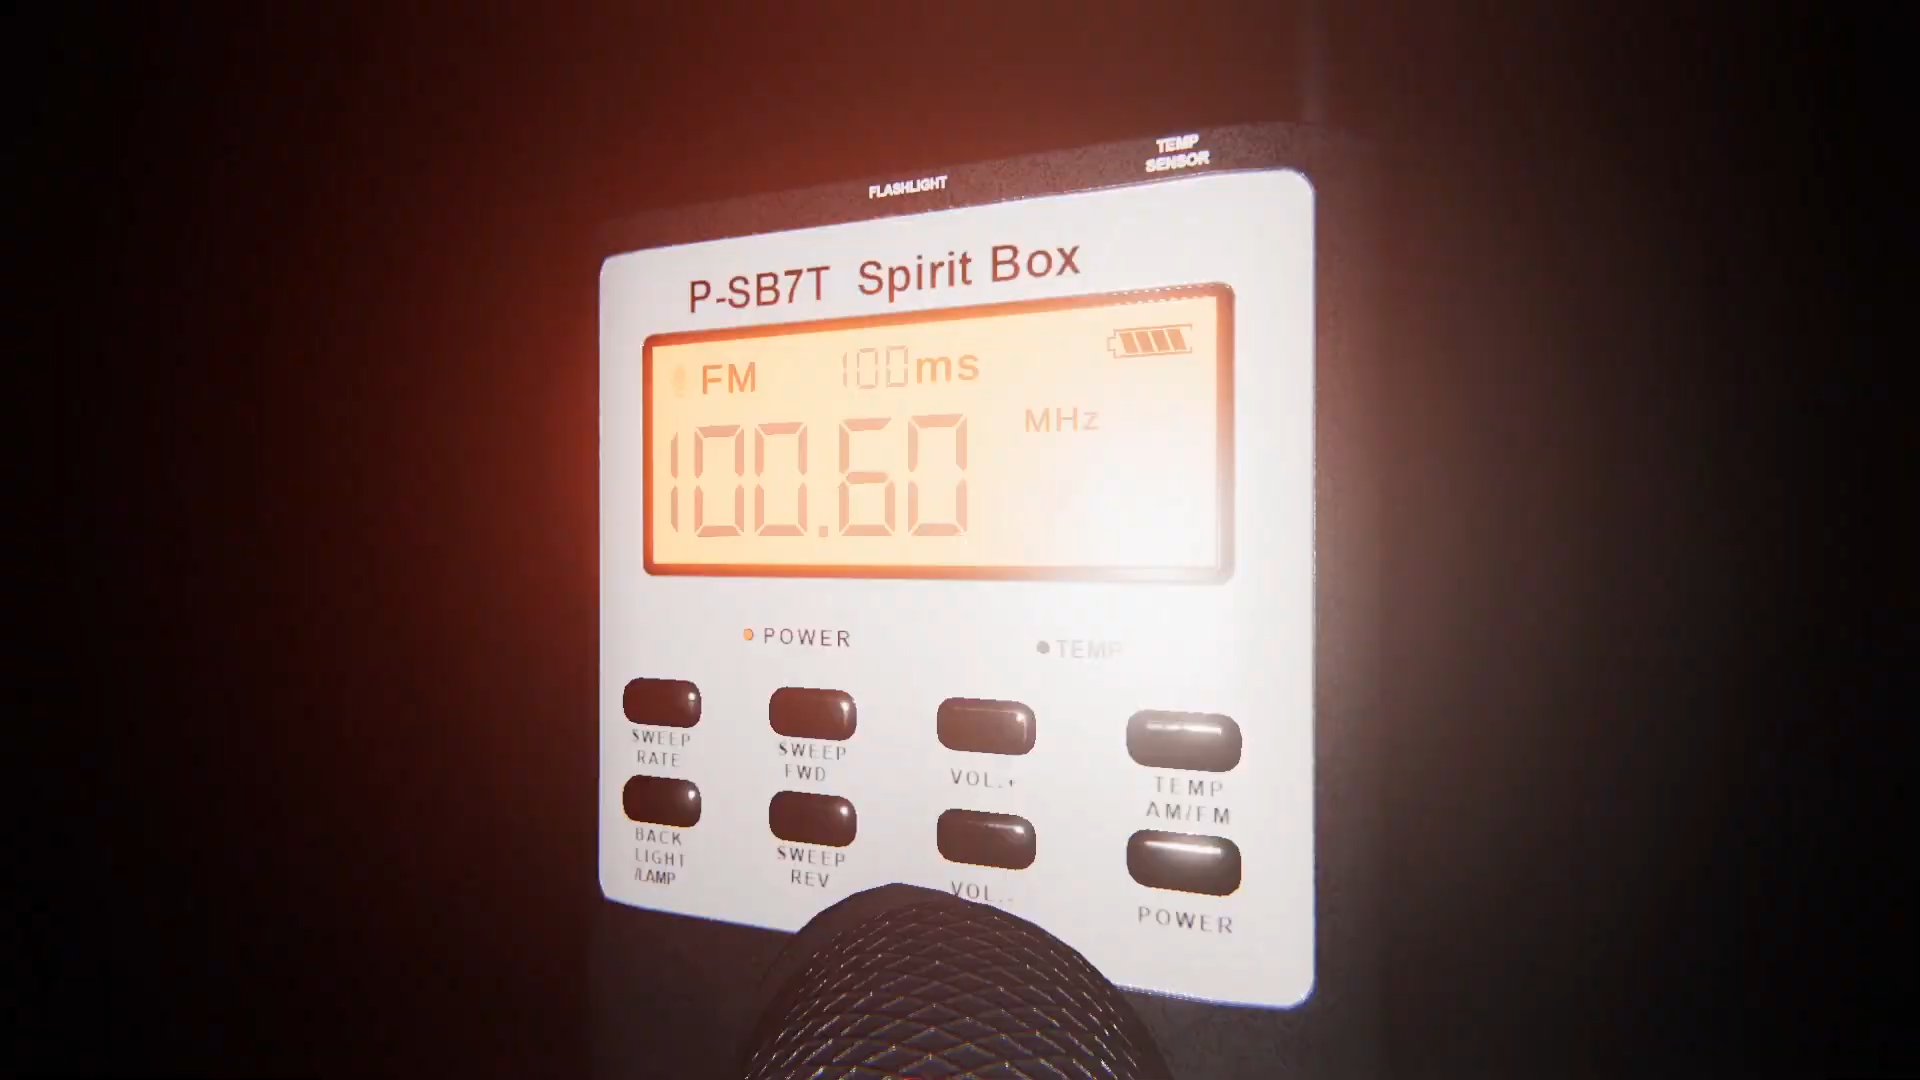 TEMP
SENSOR
FLASHLIGHT
P-SB7T Spirit Box
FM 100ms
100.60 MHz
POWER
TEMP
SWEEP
RATE
SWEEP
FWD
VOL.+
TEMP
AM/FM
BACK
LIGHT
/LAMP
SWEEP
REV
VOL.-
POWER